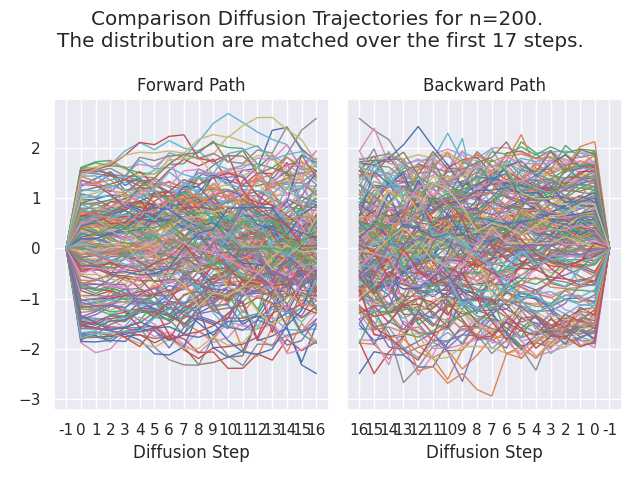 Comparison Diffusion Trajectories for n=200.
The distribution are matched over the first 17 steps.
Forward Path
Backward Path
2
1
0
−1
−2
−3
-1 0 1 2 3 4 5 6 7 8 9 10 11 12 13 14 15 16
16 15 14 13 12 11 10 9 8 7 6 5 4 3 2 1 0 -1
Diffusion Step
Diffusion Step